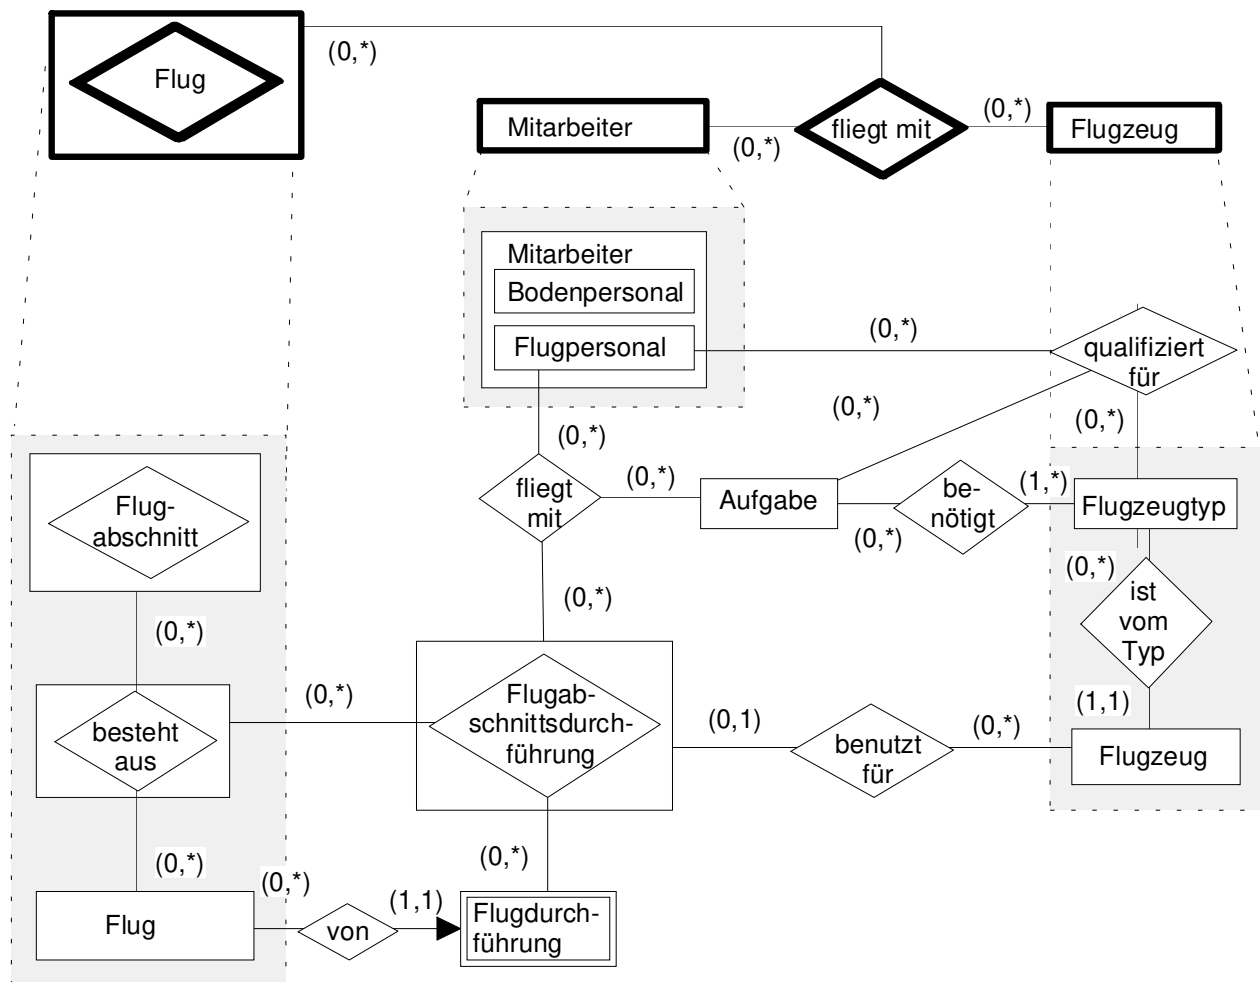 Flug
(0,*)
Mitarbeiter
(0,*)
fliegt mit
(0,*)
Flugzeug
Mitarbeiter
Bodenpersonal
Flugpersonal
(0,*)
qualifiziert
für
(0,*)
(0,*)
(0,*)
Flug-
abschnitt
fliegt
mit
(0,*)
Aufgabe
(0,*)
be-
nötigt
(1,*)
Flugzeugtyp
(0,*)
ist
vom
Typ
(1,1)
(0,*)
(0,*)
besteht
aus
(0,*)
Flugab-
schnittsdurch-
führung
(0,1)
benutzt
für
(0,*)
Flugzeug
(0,*)
(0,*)
Flug
(0,*)
von
(1,1)
Flugdurch-
führung